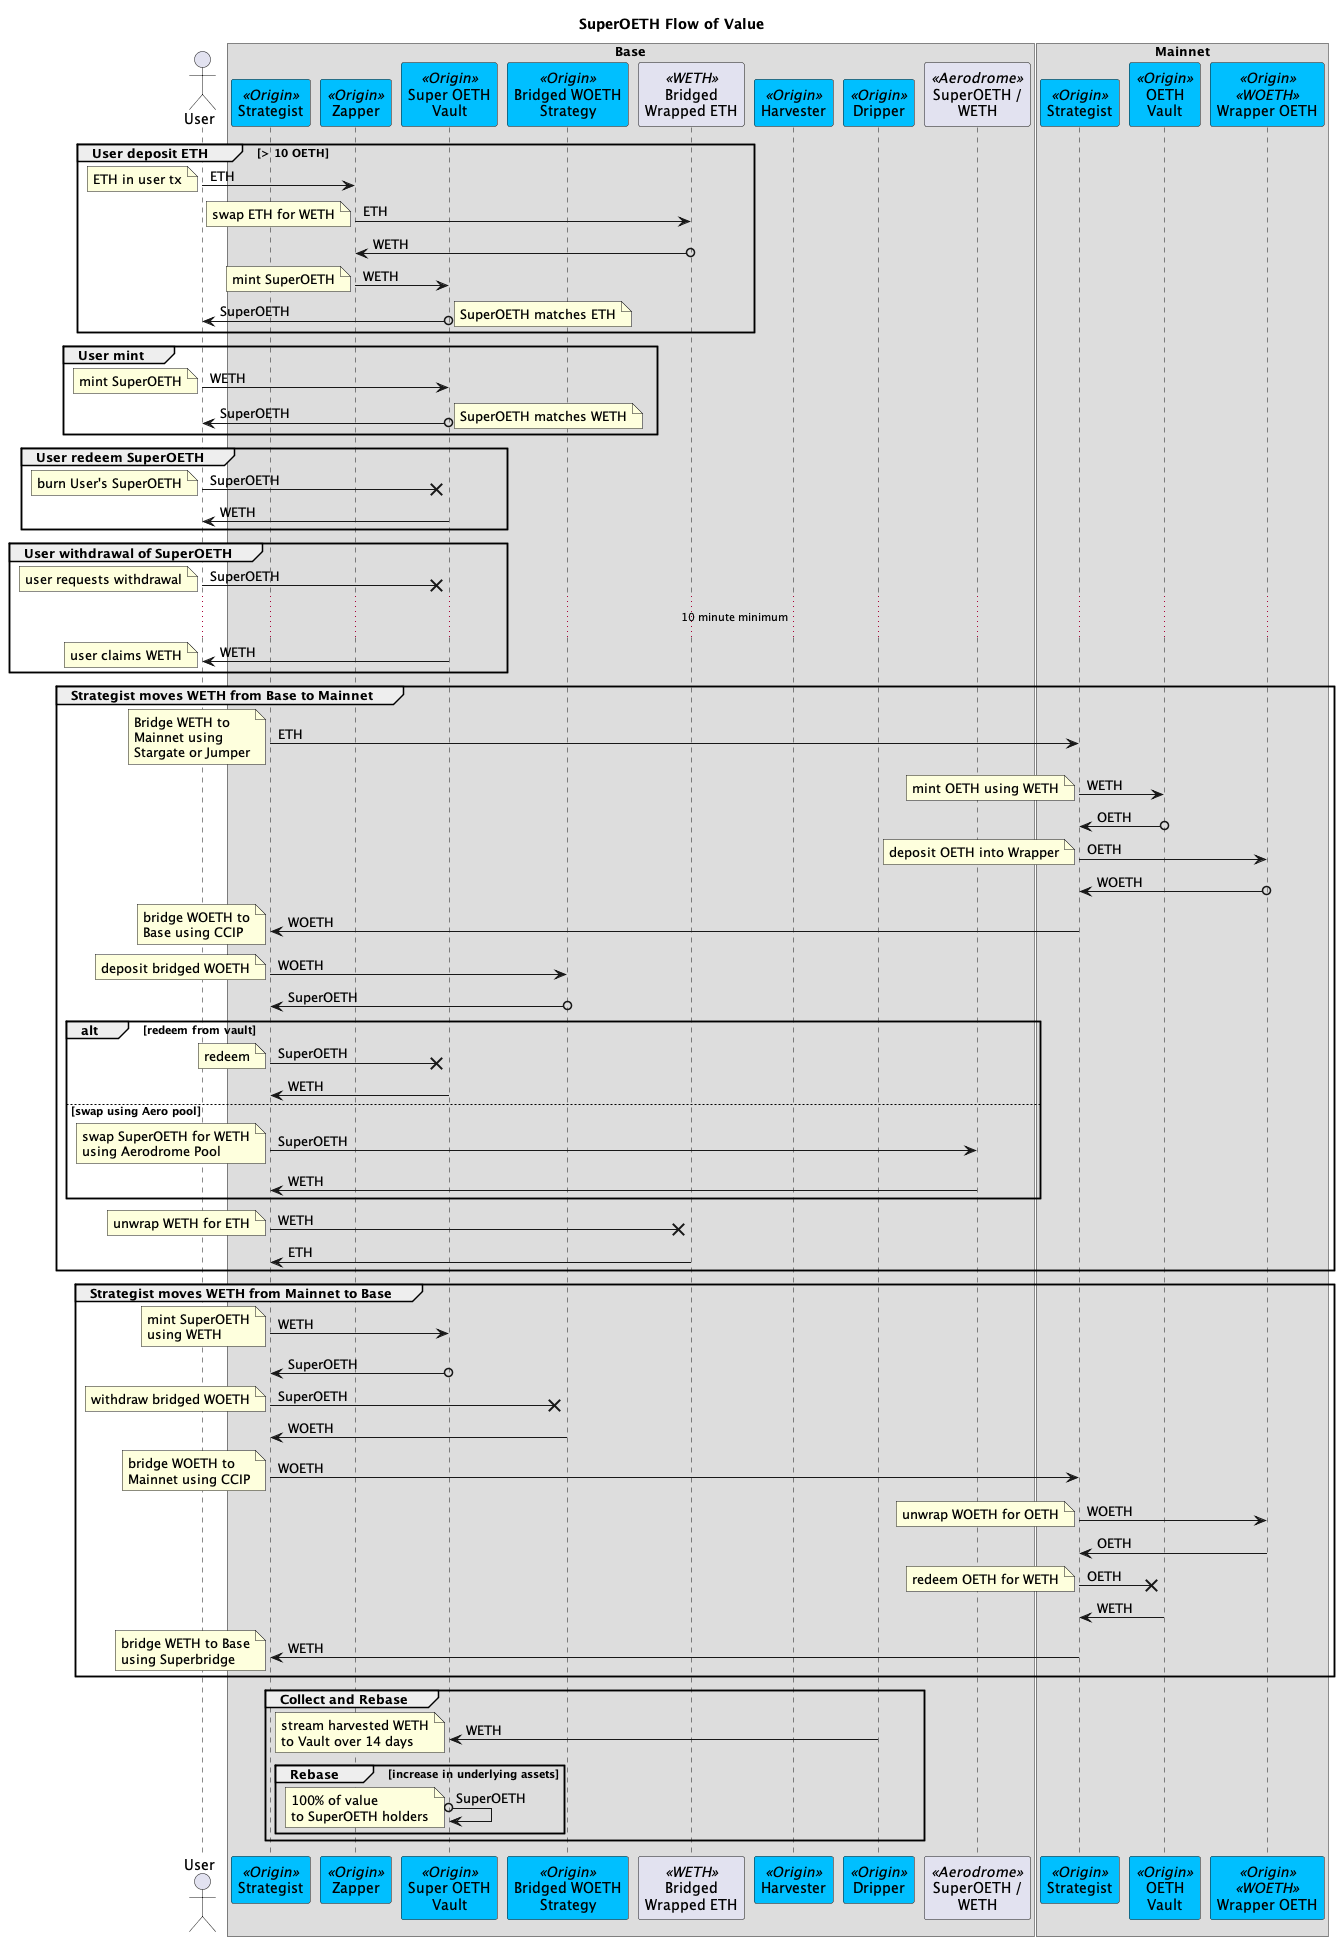 SuperOETH Flow of Value
Base
Mainnet
User
«Origin»
Strategist
«Origin»
Zapper
«Origin»
Super OETH
Vault
«Origin»
Bridged WOETH
Strategy
«WETH»
Bridged
Wrapped ETH
«Origin»
Harvester
«Origin»
Dripper
«Aerodrome»
SuperOETH /
WETH
«Origin»
Strategist
«Origin»
OETH
Vault
«Origin»
«WOETH»
Wrapper OETH
User deposit ETH [> 10 OETH]
ETH in user tx
ETH
swap ETH for WETH
ETH
WETH
mint SuperOETH
WETH
SuperOETH
SuperOETH matches ETH
User mint
mint SuperOETH
WETH
SuperOETH
SuperOETH matches WETH
User redeem SuperOETH
burn User's SuperOETH
SuperOETH
WETH
User withdrawal of SuperOETH
user requests withdrawal
SuperOETH
10 minute minimum
user claims WETH
WETH
Strategist moves WETH from Base to Mainnet
Bridge WETH to
Mainnet using
Stargate or Jumper
ETH
mint OETH using WETH
WETH
OETH
deposit OETH into Wrapper
OETH
WOETH
bridge WOETH to
Base using CCIP
WOETH
deposit bridged WOETH
WOETH
SuperOETH
alt [redeem from vault]
redeem
SuperOETH
WETH
[swap using Aero pool]
swap SuperOETH for WETH
using Aerodrome Pool
SuperOETH
WETH
unwrap WETH for ETH
WETH
ETH
Strategist moves WETH from Mainnet to Base
mint SuperOETH
using WETH
WETH
SuperOETH
withdraw bridged WOETH
SuperOETH
WOETH
bridge WOETH to
Mainnet using CCIP
WOETH
unwrap WOETH for OETH
WOETH
OETH
redeem OETH for WETH
OETH
WETH
bridge WETH to Base
using Superbridge
WETH
Collect and Rebase
stream harvested WETH
to Vault over 14 days
WETH
Rebase [increase in underlying assets]
100% of value
to SuperOETH holders
SuperOETH
User
«Origin»
Strategist
«Origin»
Zapper
«Origin»
Super OETH
Vault
«Origin»
Bridged WOETH
Strategy
«WETH»
Bridged
Wrapped ETH
«Origin»
Harvester
«Origin»
Dripper
«Aerodrome»
SuperOETH /
WETH
«Origin»
Strategist
«Origin»
OETH
Vault
«Origin»
«WOETH»
Wrapper OETH